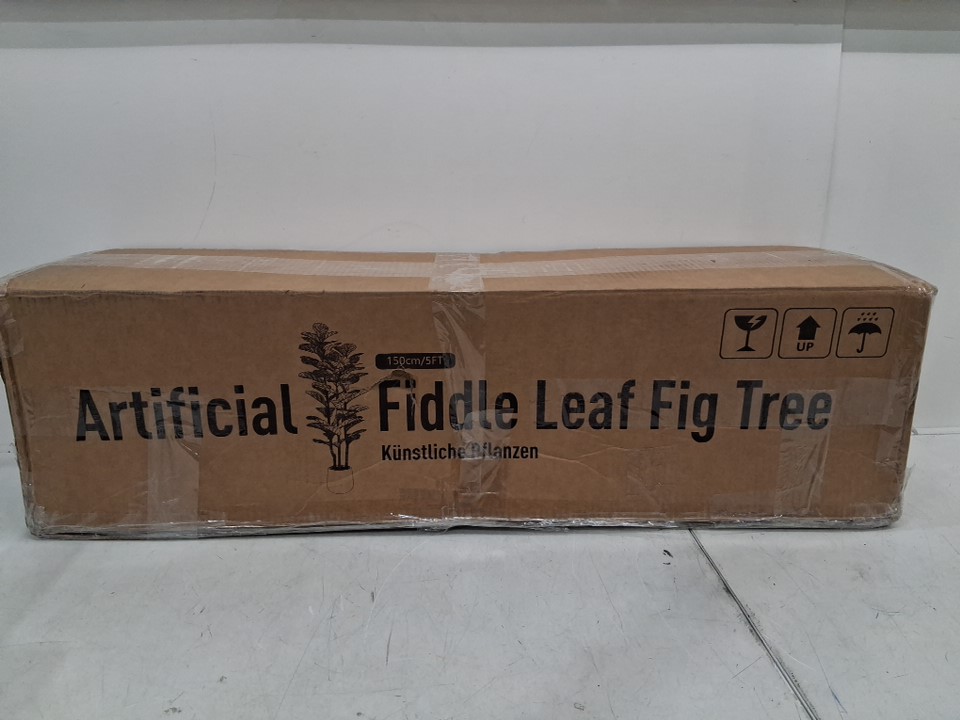 150cm/5FT
Artificial Fiddle Leaf Fig Tree
Künstliche Pflanzen
UP